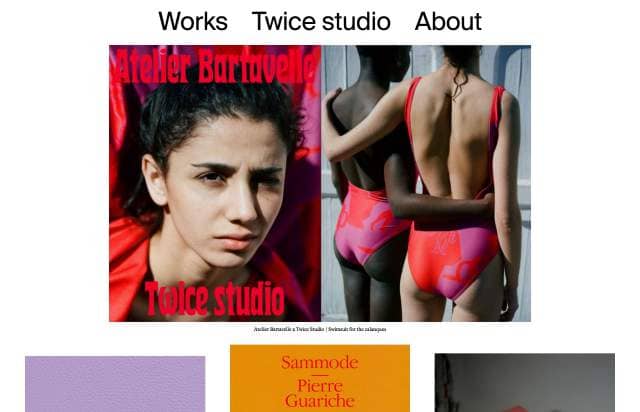 Works Twice studio About
Atelier Bartavelle
Twice studio
Atelier Bartavelle x Twice Studio | Swimsuit for the calanques
Sammode
Pierre
Guariche